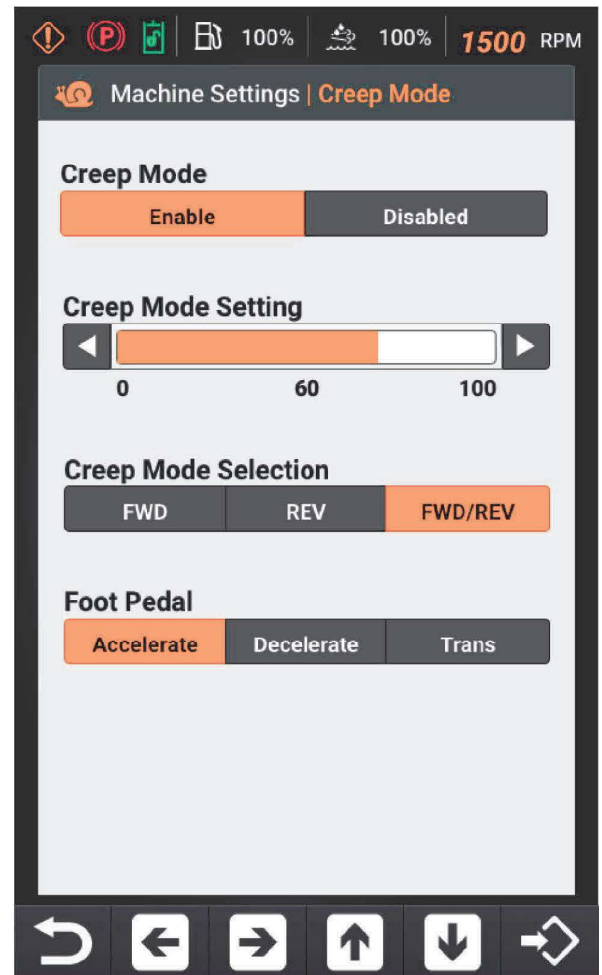 (P) 100% 100% 1500 RPM
Machine Settings | Creep Mode
Creep Mode
Enable Disabled
Creep Mode Setting
0 60 100
Creep Mode Selection
FWD REV FWD/REV
Foot Pedal
Accelerate Decelerate Trans